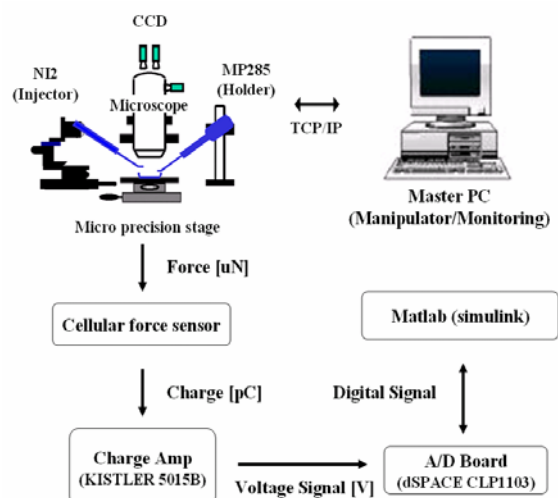 CCD
NI2
(Injector)
MP285
(Holder)
Microscope
TCP/IP
Master PC
(Manipulator/Monitoring)
Micro precision stage
Force [uN]
Cellular force sensor
Matlab (simulink)
Charge [pC]
Digital Signal
Charge Amp
(KISTLER 5015B)
Voltage Signal [V]
A/D Board
(dSPACE CLP1103)